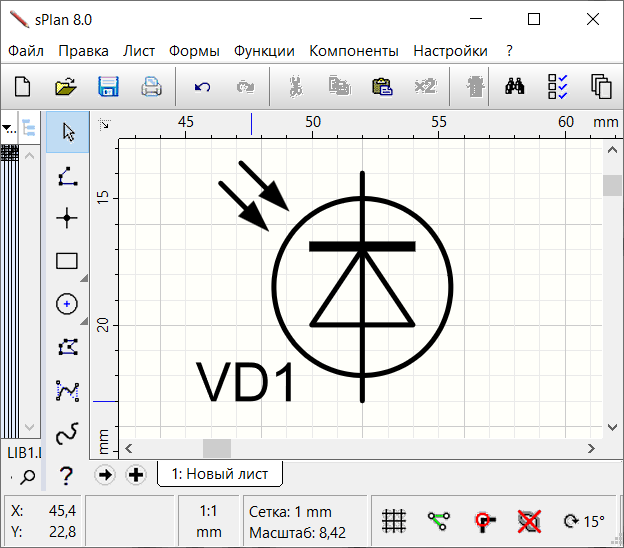 sPlan 8.0
Файл Правка Лист Формы Функции Компоненты Настройки ?
×2
45 50 55 60 mm
15
20
mm
VD1
LIB1.
?
1: Новый лист
X: 45,4
Y: 22,8
1:1
mm
Сетка: 1 mm
Масштаб: 8,42
15°